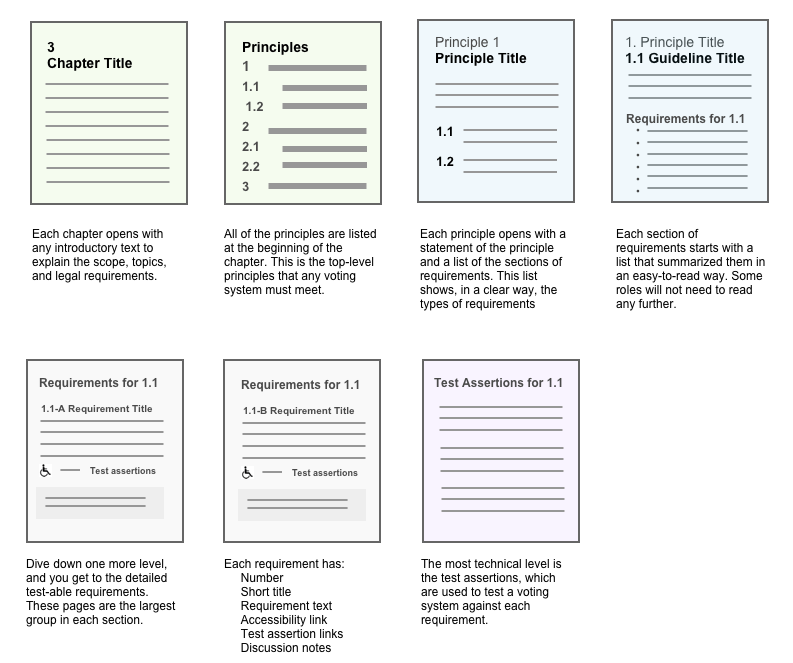 3
Chapter Title
Principles
1
1.1
1.2
2
2.1
2.2
3
Principle 1
Principle Title
1.1
1.2
1. Principle Title
1.1 Guideline Title
Requirements for 1.1
Each chapter opens with
any introductory text to
explain the scope, topics,
and legal requirements.
All of the principles are listed
at the beginning of the
chapter. This is the top-level
principles that any voting
system must meet.
Each principle opens with a
statement of the principle
and a list of the sections of
requirements. This list
shows, in a clear way, the
types of requirements
Each section of
requirements starts with a
list that summarized them in
an easy-to-read way. Some
roles will not need to read
any further.
Requirements for 1.1
1.1-A Requirement Title
Test assertions
Requirements for 1.1
1.1-B Requirement Title
Test assertions
Test Assertions for 1.1
Dive down one more level,
and you get to the detailed
test-able requirements.
These pages are the largest
group in each section.
Each requirement has:
Number
Short title
Requirement text
Accessibility link
Test assertion links
Discussion notes
The most technical level is
the test assertions, which
are used to test a voting
system against each
requirement.